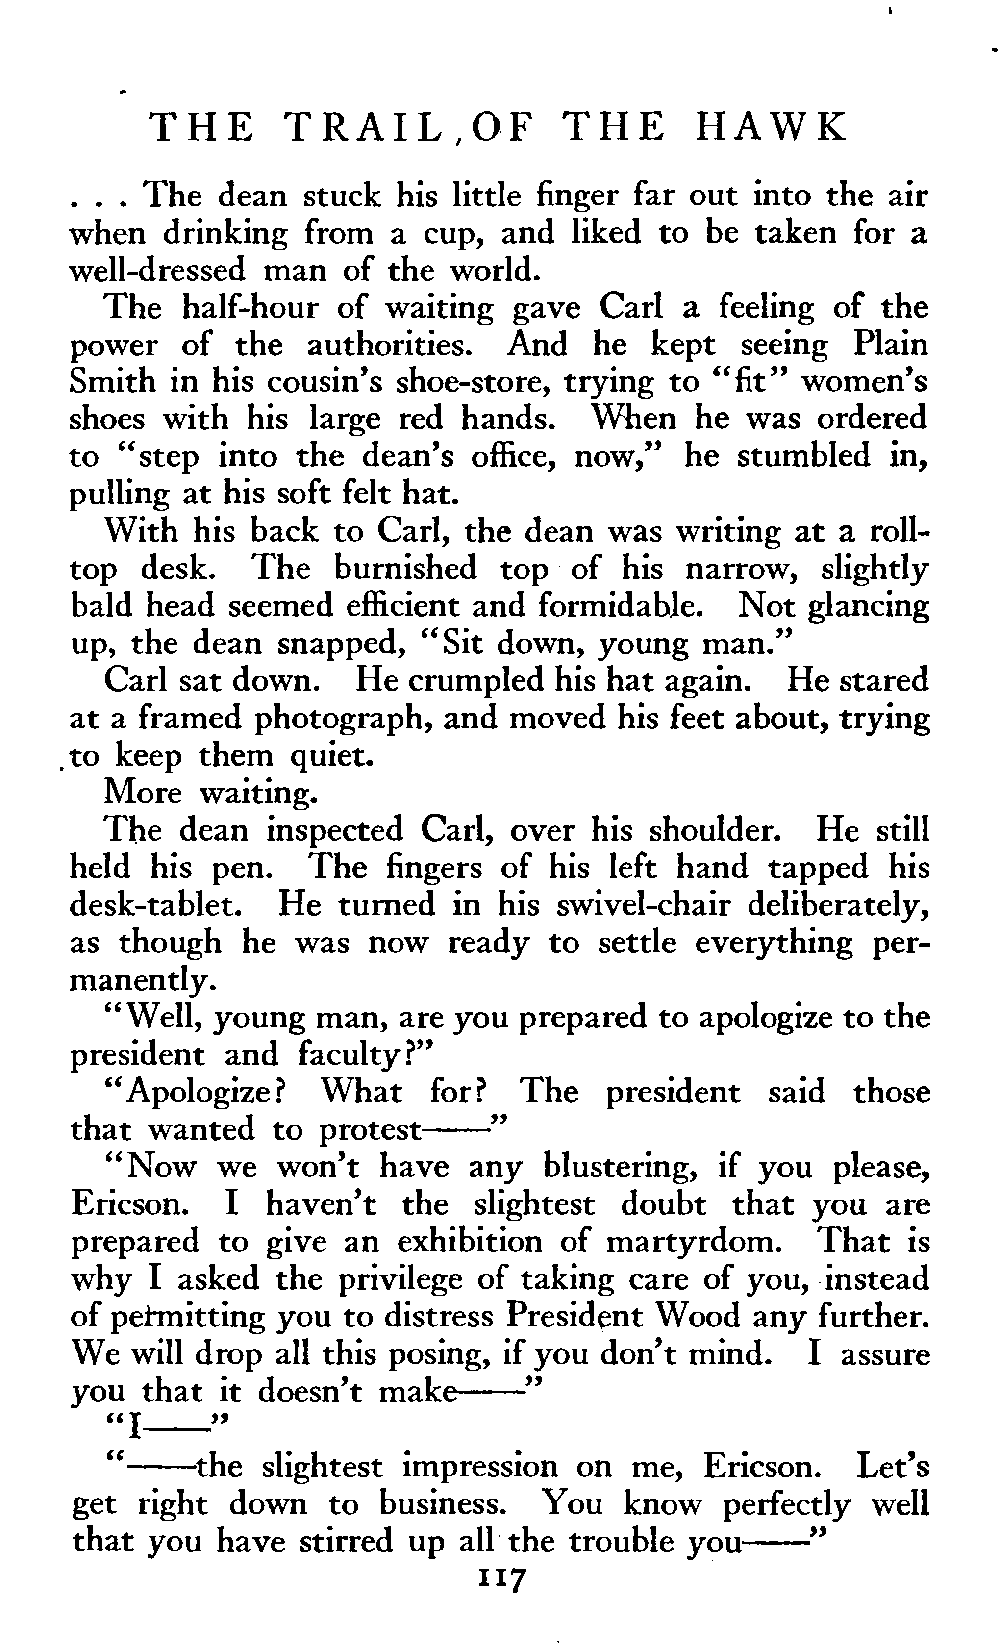 THE TRAIL OF THE HAWK
. . . The dean stuck his little finger far out into the air
when drinking from a cup, and liked to be taken for a
well-dressed man of the world.
The half-hour of waiting gave Carl a feeling of the
power of the authorities. And he kept seeing Plain
Smith in his cousin's shoe-store, trying to "fit" women's
shoes with his large red hands. When he was ordered
to "step into the dean's office, now," he stumbled in,
pulling at his soft felt hat.
With his back to Carl, the dean was writing at a roll-
top desk. The burnished top of his narrow, slightly
bald head seemed efficient and formidable. Not glancing
up, the dean snapped, "Sit down, young man."
Carl sat down. He crumpled his hat again. He stared
at a framed photograph, and moved his feet about, trying
to keep them quiet.
More waiting.
The dean inspected Carl, over his shoulder. He still
held his pen. The fingers of his left hand tapped his
desk-tablet. He turned in his swivel-chair deliberately,
as though he was now ready to settle everything per-
manently.
"Well, young man, are you prepared to apologize to the
president and faculty?"
"Apologize? What for? The president said those
that wanted to protest——"
"Now we won't have any blustering, if you please,
Ericson. I haven't the slightest doubt that you are
prepared to give an exhibition of martyrdom. That is
why I asked the privilege of taking care of you, instead
of permitting you to distress President Wood any further.
We will drop all this posing, if you don't mind. I assure
you that it doesn't make——"
"I——"
"——the slightest impression on me, Ericson. Let's
get right down to business. You know perfectly well
that you have stirred up all the trouble you——"
117